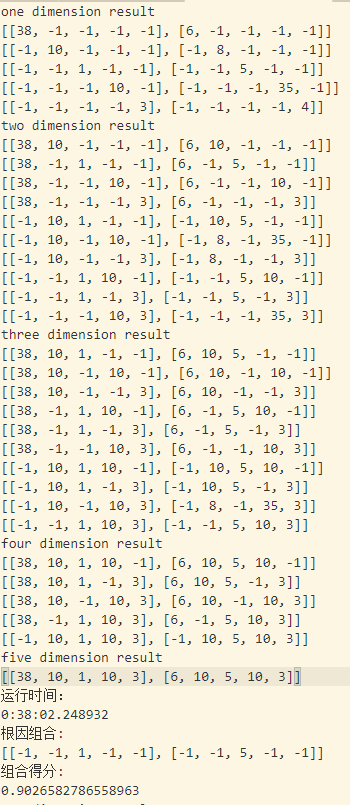 one dimension result
[[38, -1, -1, -1, -1], [6, -1, -1, -1, -1]]
[[-1, 10, -1, -1, -1], [-1, 8, -1, -1, -1]]
[[-1, -1, 1, -1, -1], [-1, -1, 5, -1, -1]]
[[-1, -1, -1, 10, -1], [-1, -1, -1, 35, -1]]
[[-1, -1, -1, -1, 3], [-1, -1, -1, -1, 4]]
two dimension result
[[38, 10, -1, -1, -1], [6, 10, -1, -1, -1]]
[[38, -1, 1, -1, -1], [6, -1, 5, -1, -1]]
[[38, -1, -1, 10, -1], [6, -1, -1, 10, -1]]
[[38, -1, -1, -1, 3], [6, -1, -1, -1, 3]]
[[-1, 10, 1, -1, -1], [-1, 10, 5, -1, -1]]
[[-1, 10, -1, 10, -1], [-1, 8, -1, 35, -1]]
[[-1, 10, -1, -1, 3], [-1, 8, -1, -1, 3]]
[[-1, -1, 1, 10, -1], [-1, -1, 5, 10, -1]]
[[-1, -1, 1, -1, 3], [-1, -1, 5, -1, 3]]
[[-1, -1, -1, 10, 3], [-1, -1, -1, 35, 3]]
three dimension result
[[38, 10, 1, -1, -1], [6, 10, 5, -1, -1]]
[[38, 10, -1, 10, -1], [6, 10, -1, 10, -1]]
[[38, 10, -1, -1, 3], [6, 10, -1, -1, 3]]
[[38, -1, 1, 10, -1], [6, -1, 5, 10, -1]]
[[38, -1, 1, -1, 3], [6, -1, 5, -1, 3]]
[[38, -1, -1, 10, 3], [6, -1, -1, 10, 3]]
[[-1, 10, 1, 10, -1], [-1, 10, 5, 10, -1]]
[[-1, 10, 1, -1, 3], [-1, 10, 5, -1, 3]]
[[-1, 10, -1, 10, 3], [-1, 8, -1, 35, 3]]
[[-1, -1, 1, 10, 3], [-1, -1, 5, 10, 3]]
four dimension result
[[38, 10, 1, 10, -1], [6, 10, 5, 10, -1]]
[[38, 10, 1, -1, 3], [6, 10, 5, -1, 3]]
[[38, 10, -1, 10, 3], [6, 10, -1, 10, 3]]
[[38, -1, 1, 10, 3], [6, -1, 5, 10, 3]]
[[-1, 10, 1, 10, 3], [-1, 10, 5, 10, 3]]
five dimension result
[[38, 10, 1, 10, 3], [6, 10, 5, 10, 3]]
运行时间:
0:38:02.248932
根因组合:
[[-1, -1, 1, -1, -1], [-1, -1, 5, -1, -1]]
组合得分:
0.9026582786558963